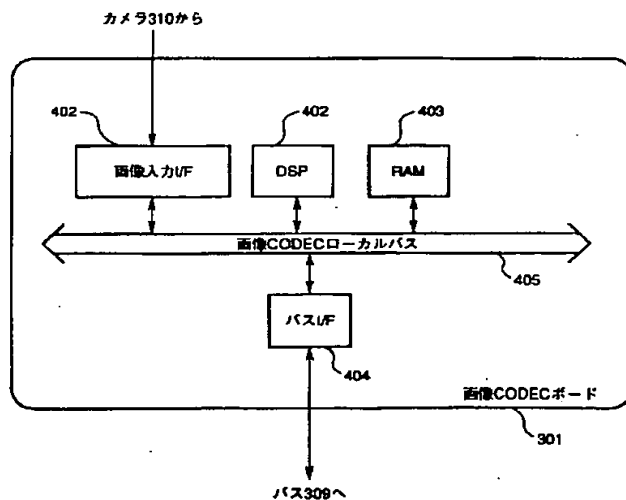 カメラ310から
402
402
403
画像入力I/F
DSP
RAM
画像CODECローカルバス
405
バスI/F
404
画像CODECボード
301
バス309へ